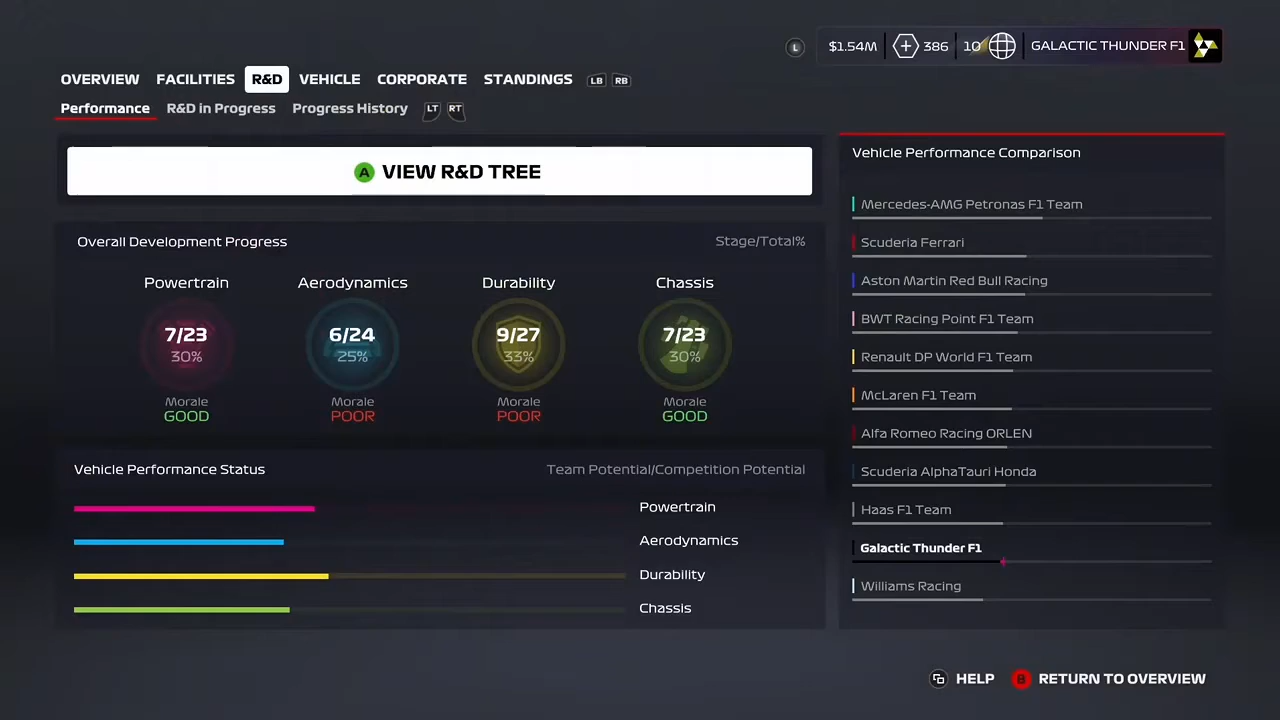 L $1.54M 386 10 GALACTIC THUNDER F1
OVERVIEW FACILITIES R&D VEHICLE CORPORATE STANDINGS LB RB
Performance R&D in Progress Progress History LT RT
A VIEW R&D TREE
Overall Development Progress Stage/Total%
Powertrain Aerodynamics Durability Chassis
7/23 6/24 9/27 7/23
30% 25% 33% 30%
Morale Morale Morale Morale
GOOD POOR POOR GOOD
Vehicle Performance Status Team Potential/Competition Potential
Powertrain
Aerodynamics
Durability
Chassis
Vehicle Performance Comparison
Mercedes-AMG Petronas F1 Team
Scuderia Ferrari
Aston Martin Red Bull Racing
BWT Racing Point F1 Team
Renault DP World F1 Team
McLaren F1 Team
Alfa Romeo Racing ORLEN
Scuderia AlphaTauri Honda
Haas F1 Team
Galactic Thunder F1
Williams Racing
HELP B RETURN TO OVERVIEW